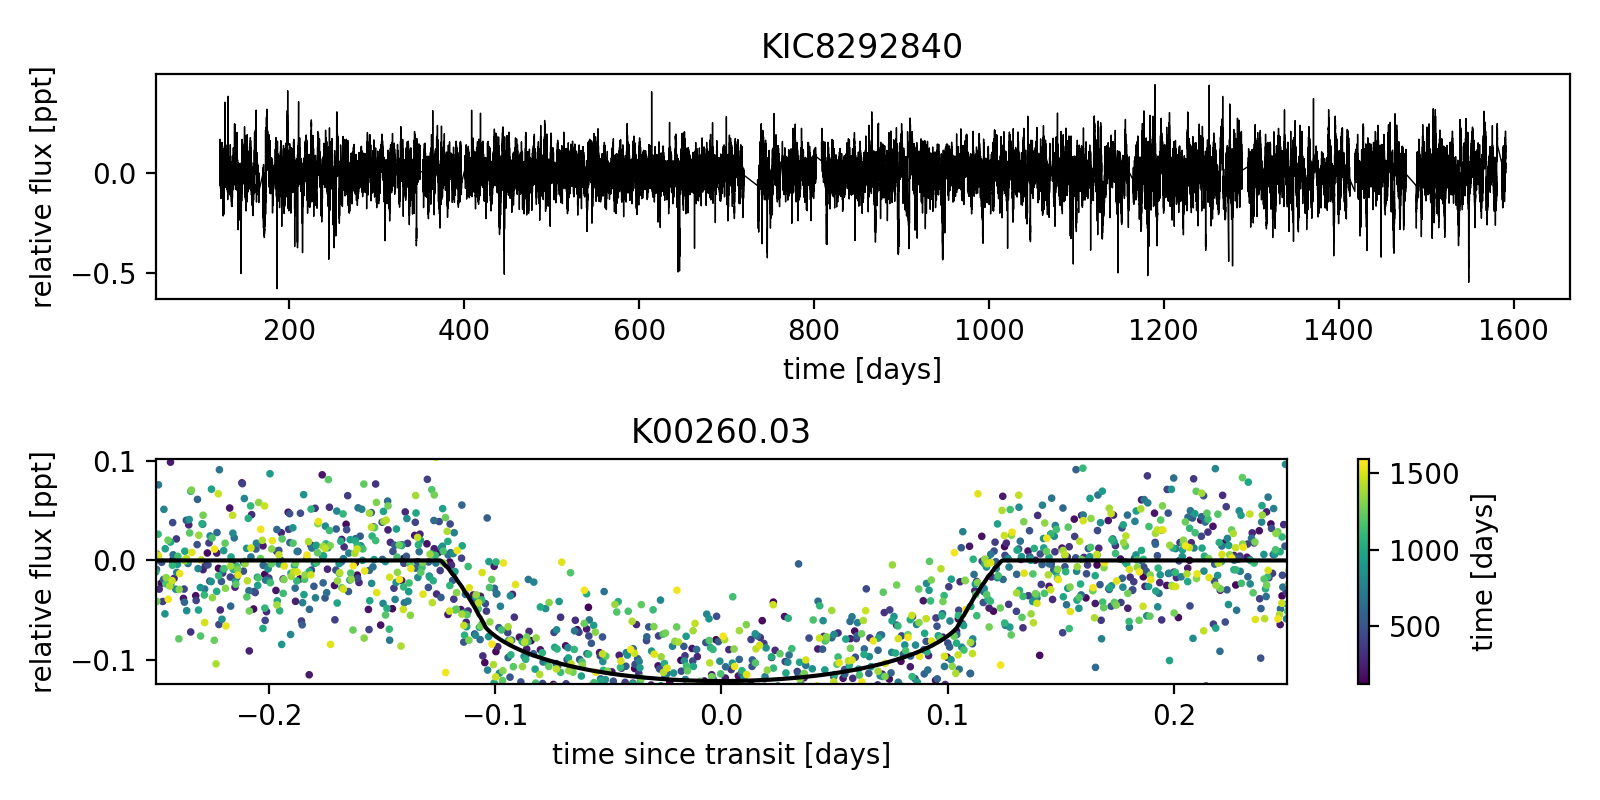 KIC8292840
relative flux [ppt]
0.0
−0.5
200 400 600 800 1000 1200 1400 1600
time [days]
K00260.03
relative flux [ppt]
0.1
0.0
−0.1
−0.2 −0.1 0.0 0.1 0.2
time since transit [days]
1500
1000
500
time [days]